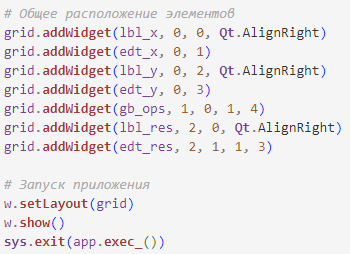 # Общее расположение элементов
grid.addWidget(lbl_x, 0, 0, Qt.AlignRight)
grid.addWidget(edt_x, 0, 1)
grid.addWidget(lbl_y, 0, 2, Qt.AlignRight)
grid.addWidget(edt_y, 0, 3)
grid.addWidget(gb_ops, 1, 0, 1, 4)
grid.addWidget(lbl_res, 2, 0, Qt.AlignRight)
grid.addWidget(edt_res, 2, 1, 1, 3)

# Запуск приложения
w.setLayout(grid)
w.show()
sys.exit(app.exec_())